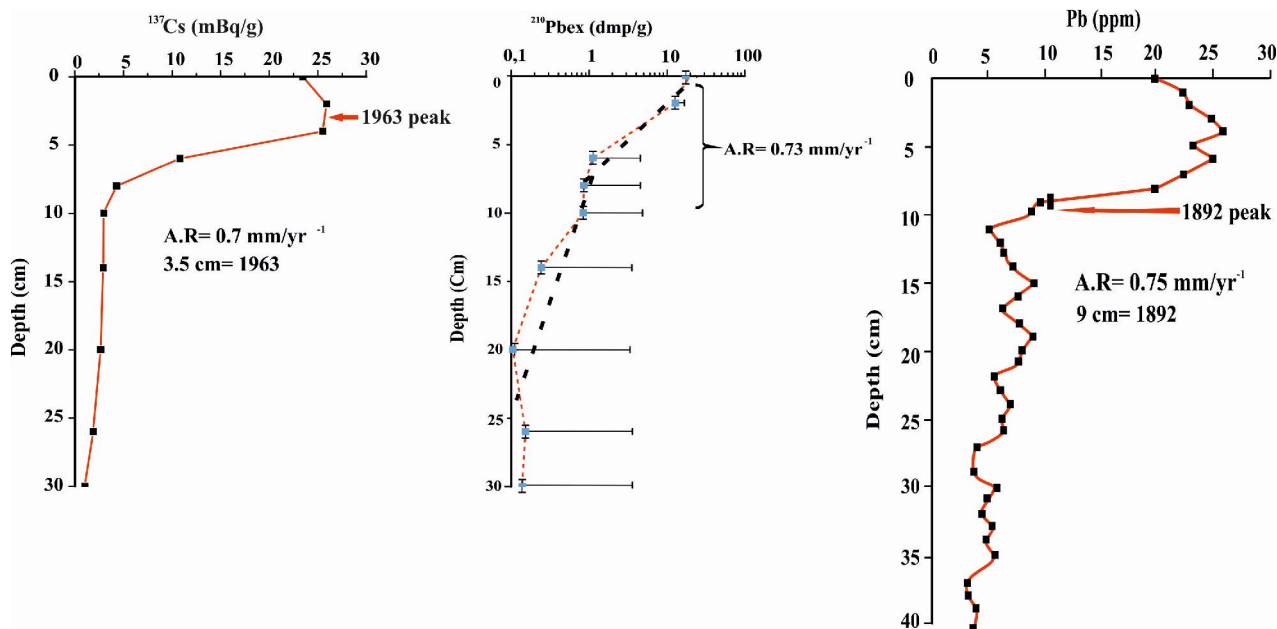 ¹³⁷Cs (mBq/g)
0 5 10 15 20 25 30
0
5
10
15
20
25
30
Depth (cm)
1963 peak
A.R= 0.7 mm/yr ⁻¹
3.5 cm= 1963
²¹⁰Pbex (dmp/g)
0,1 1 10 100
0
5
10
15
20
25
30
Depth (Cm)
A.R= 0.73 mm/yr⁻¹
Pb (ppm)
0 5 10 15 20 25 30
0
5
10
15
20
25
30
35
40
Depth (cm)
1892 peak
A.R= 0.75 mm/yr⁻¹
9 cm= 1892